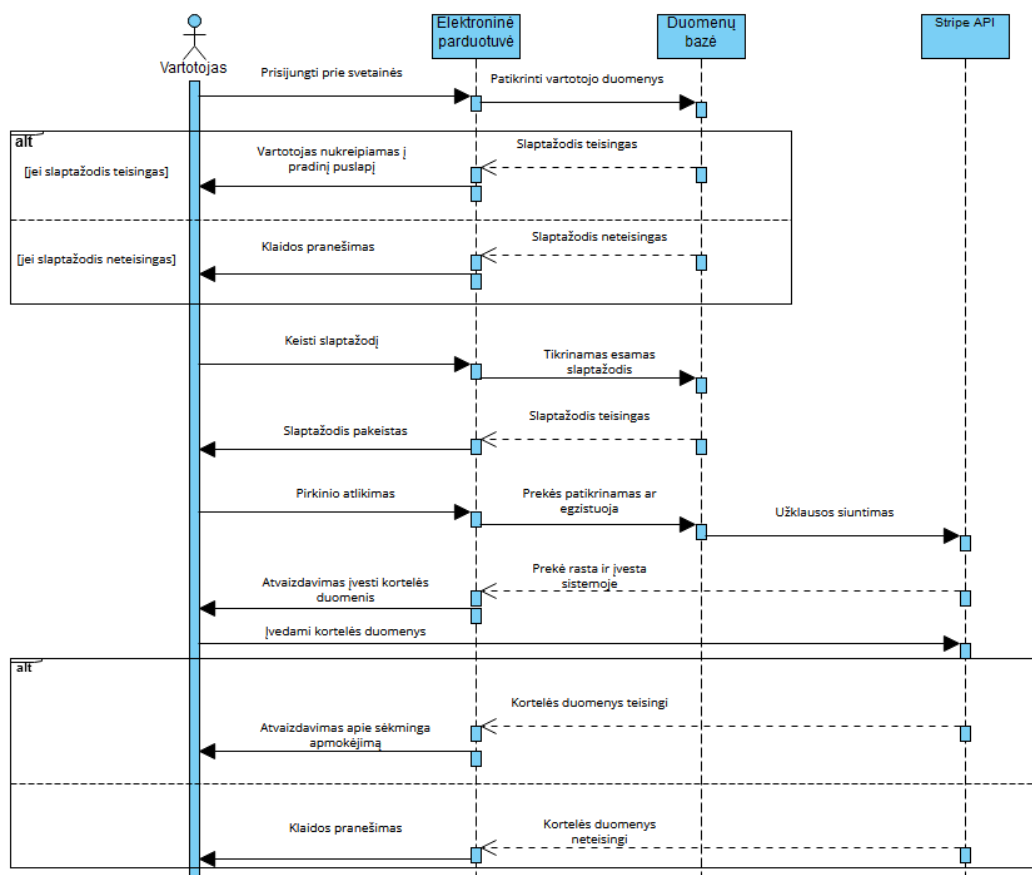 Vartotojas
Elektroninė
parduotuvė
Duomenų
bazė
Stripe API
Prisijungti prie svetainės
Patikrinti vartotojo duomenys
alt
[jei slaptažodis teisingas]
Vartotojas nukreipiamas į
pradinį puslapį
Slaptažodis teisingas
[jei slaptažodis neteisingas]
Klaidos pranešimas
Slaptažodis neteisingas
Keisti slaptažodį
Tikrinamas esamas
slaptažodis
Slaptažodis pakeistas
Slaptažodis teisingas
Pirkinio atlikimas
Prekės patikrinamas ar
egzistuoja
Užklausos siuntimas
Atvaizdavimas įvesti kortelės
duomenis
Prekė rasta ir įvesta
sistemoje
Įvedami kortelės duomenys
alt
Kortelės duomenys teisingi
Atvaizdavimas apie sėkminga
apmokėjimą
Klaidos pranešimas
Kortelės duomenys
neteisingi